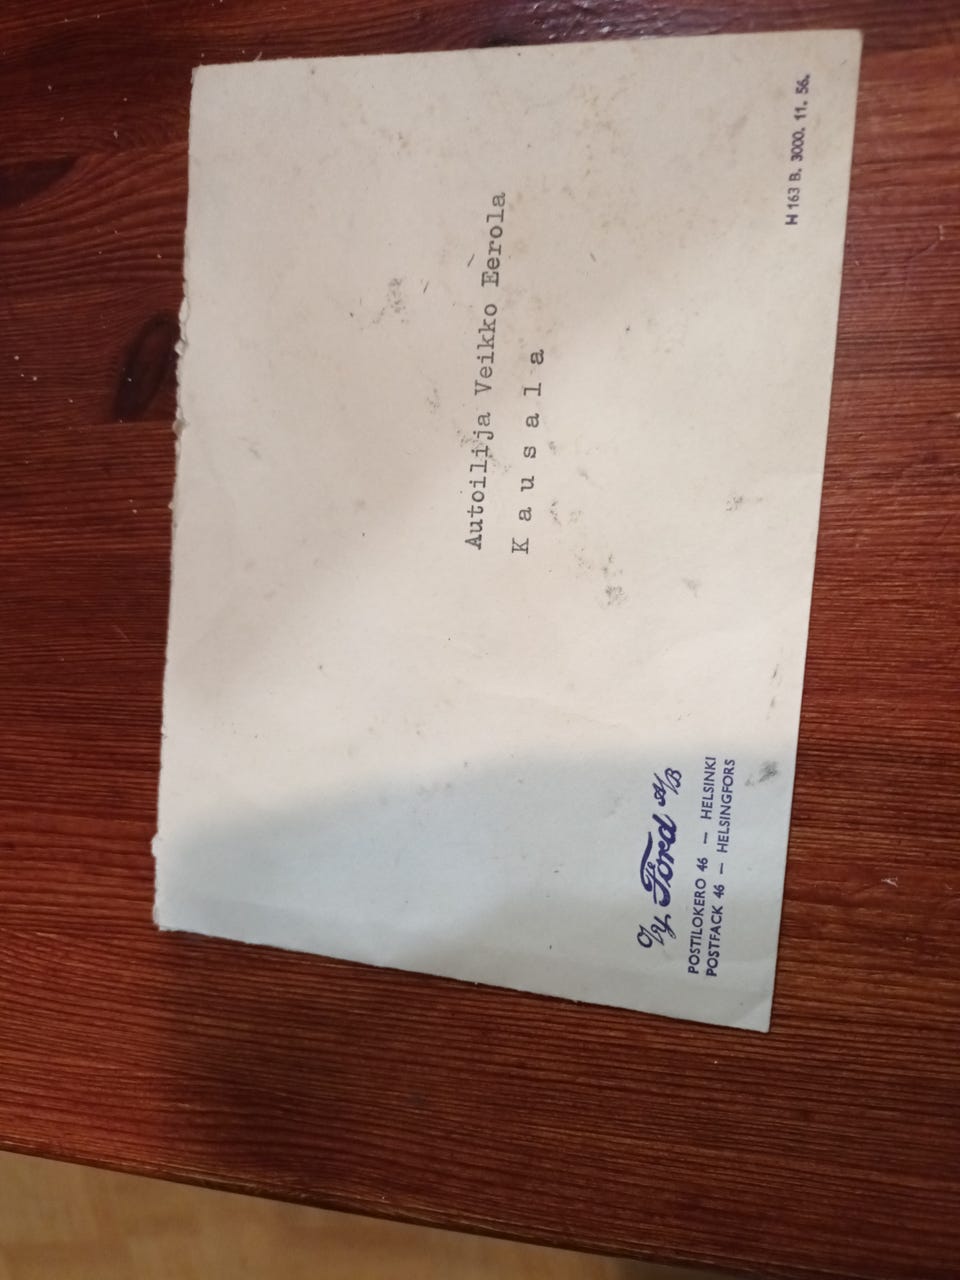 Autoilija Veikko Eerola
K a u s a l a
O/Y. Ford A/B
POSTILOKERO 46 — HELSINKI
POSTFACK 46 — HELSINGFORS
H 163 B. 3000. 11. 56.